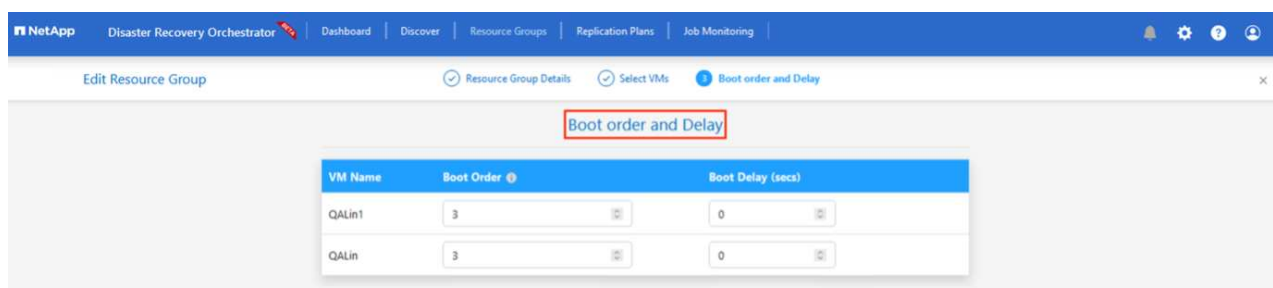 NetApp Disaster Recovery Orchestrator Dashboard Discover Resource Groups Replication Plans Job Monitoring
Edit Resource Group Resource Group Details Select VMs 3 Boot order and Delay
Boot order and Delay
VM Name Boot Order Boot Delay (secs)
QALin1 3 0
QALin 3 0